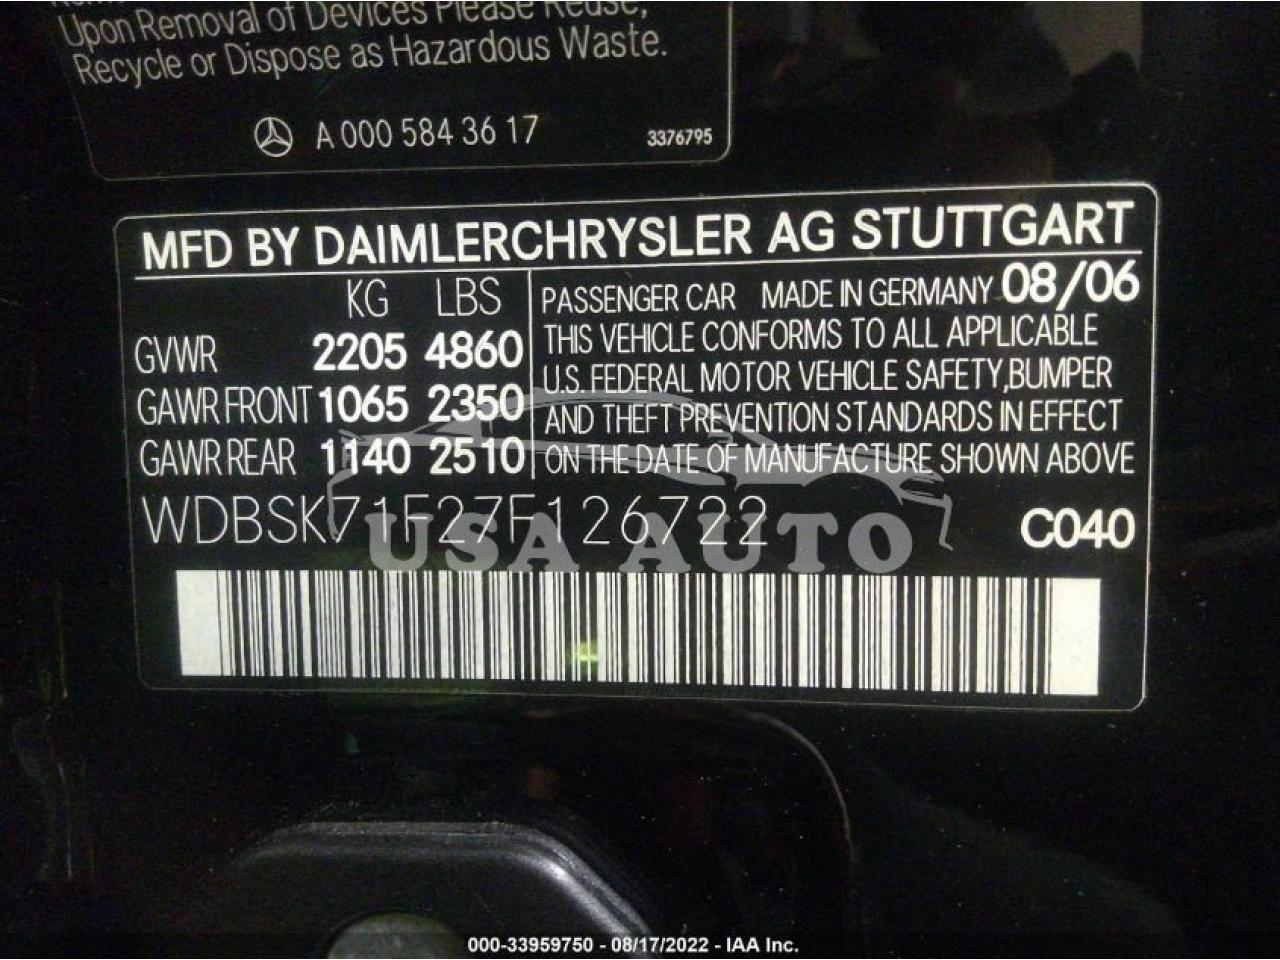 Upon Removal of Devices Please Reuse,
Recycle or Dispose as Hazardous Waste.
A 000 584 36 17
3376795
MFD BY DAIMLERCHRYSLER AG STUTTGART
KG LBS
GVWR 2205 4860
GAWR FRONT 1065 2350
GAWR REAR 1140 2510
PASSENGER CAR MADE IN GERMANY 08/06
THIS VEHICLE CONFORMS TO ALL APPLICABLE
U.S. FEDERAL MOTOR VEHICLE SAFETY, BUMPER
AND THEFT PREVENTION STANDARDS IN EFFECT
ON THE DATE OF MANUFACTURE SHOWN ABOVE
WDBSK71F27F126722
C040
USA AUTO
000-33959750 - 08/17/2022 - IAA Inc.